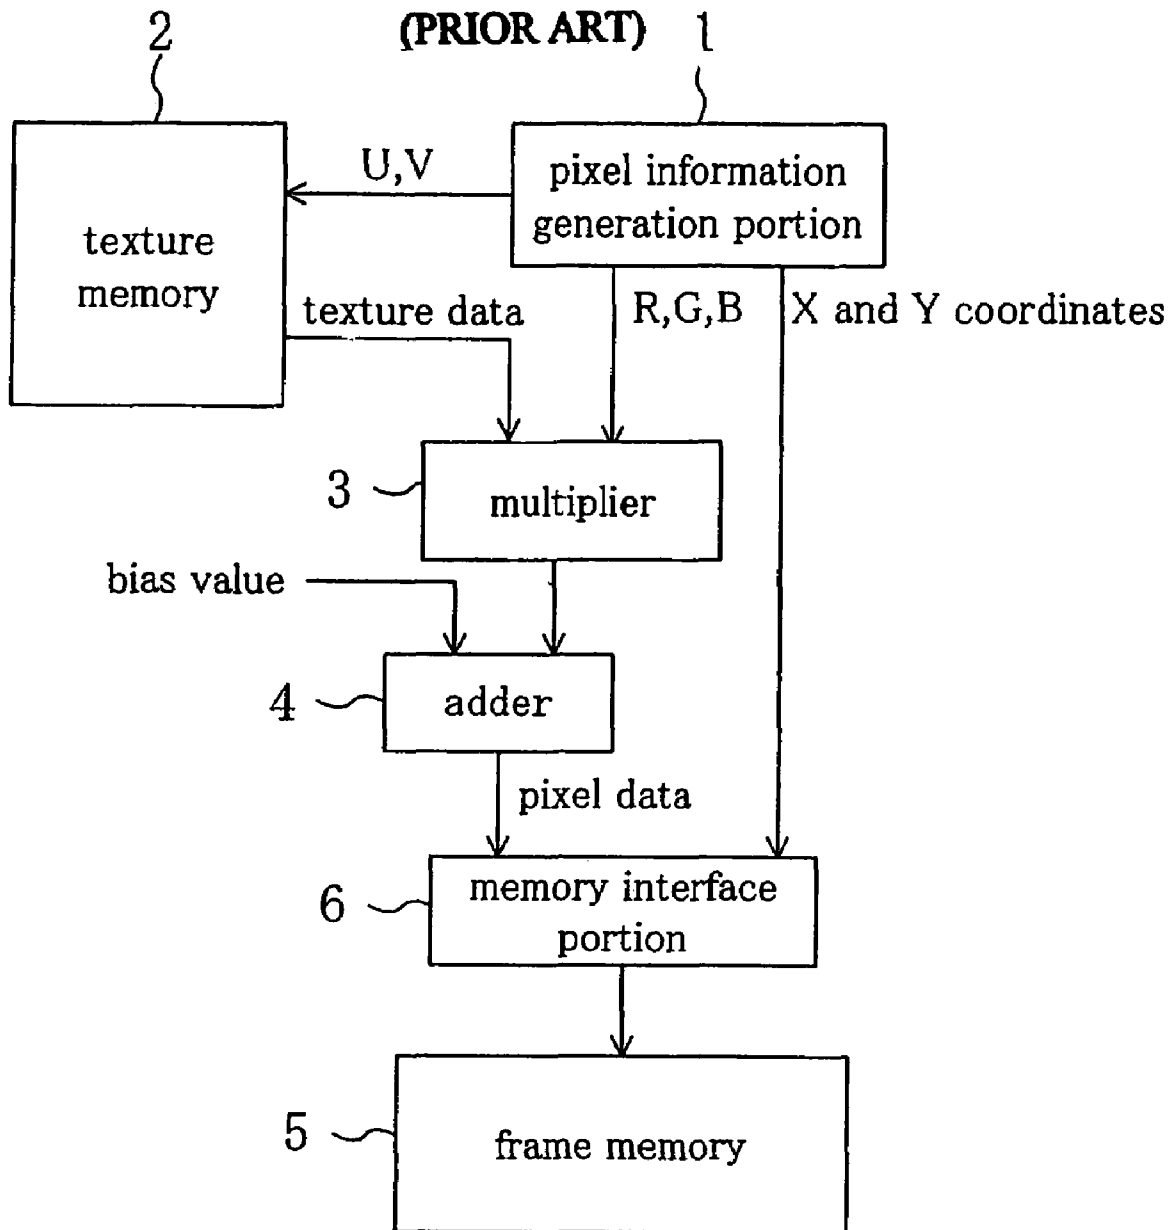 (PRIOR ART)
2
1
texture
memory
U,V
pixel information
generation portion
texture data
R,G,B
X and Y coordinates
3
multiplier
bias value
4
adder
pixel data
6
memory interface
portion
5
frame memory